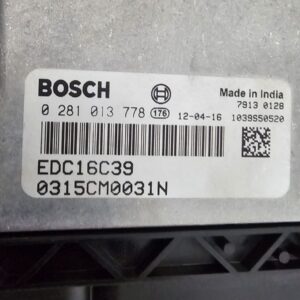 BOSCH
Made in India
7913 0128
0 281 013 778 176 12-04-16 1039S50520
EDC16C39
0315CM0031N